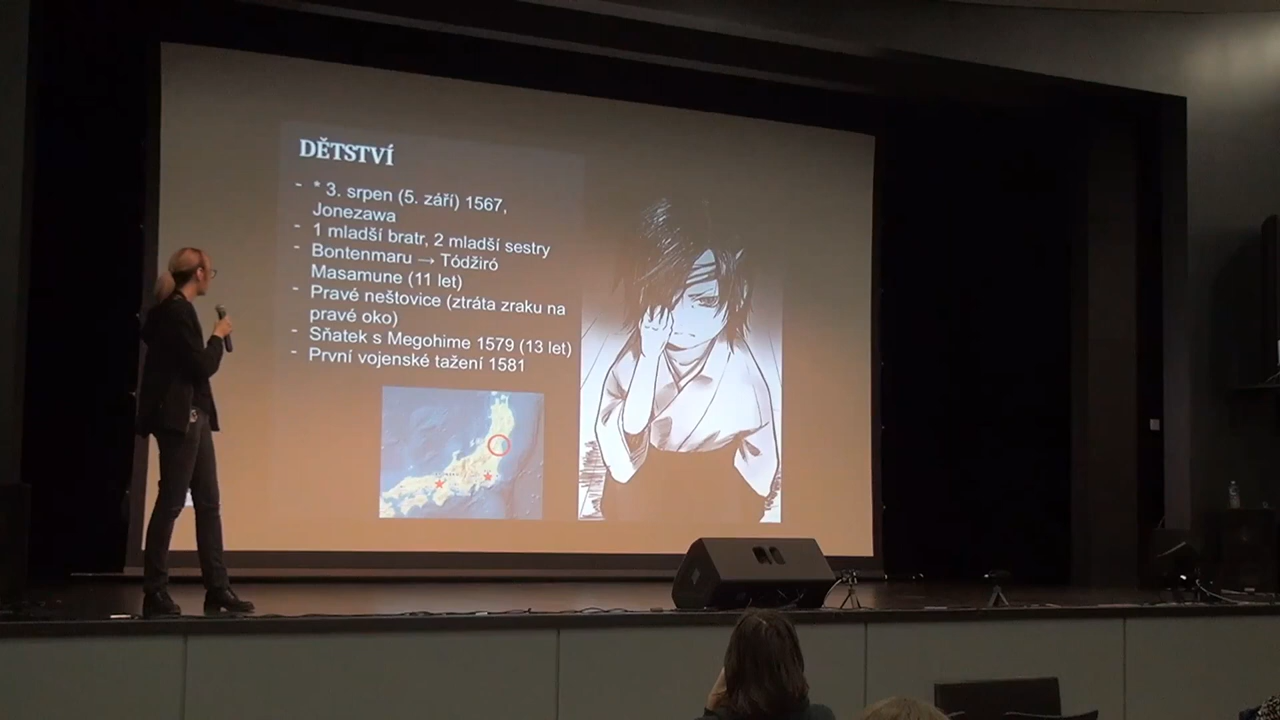 DĚTSTVÍ
- * 3. srpen (5. září) 1567,
Jonezawa
- 1 mladší bratr, 2 mladší sestry
- Bontenmaru → Tódžiró
Masamune (11 let)
- Pravé neštovice (ztráta zraku na
pravé oko)
- Sňatek s Megohime 1579 (13 let)
- První vojenské tažení 1581